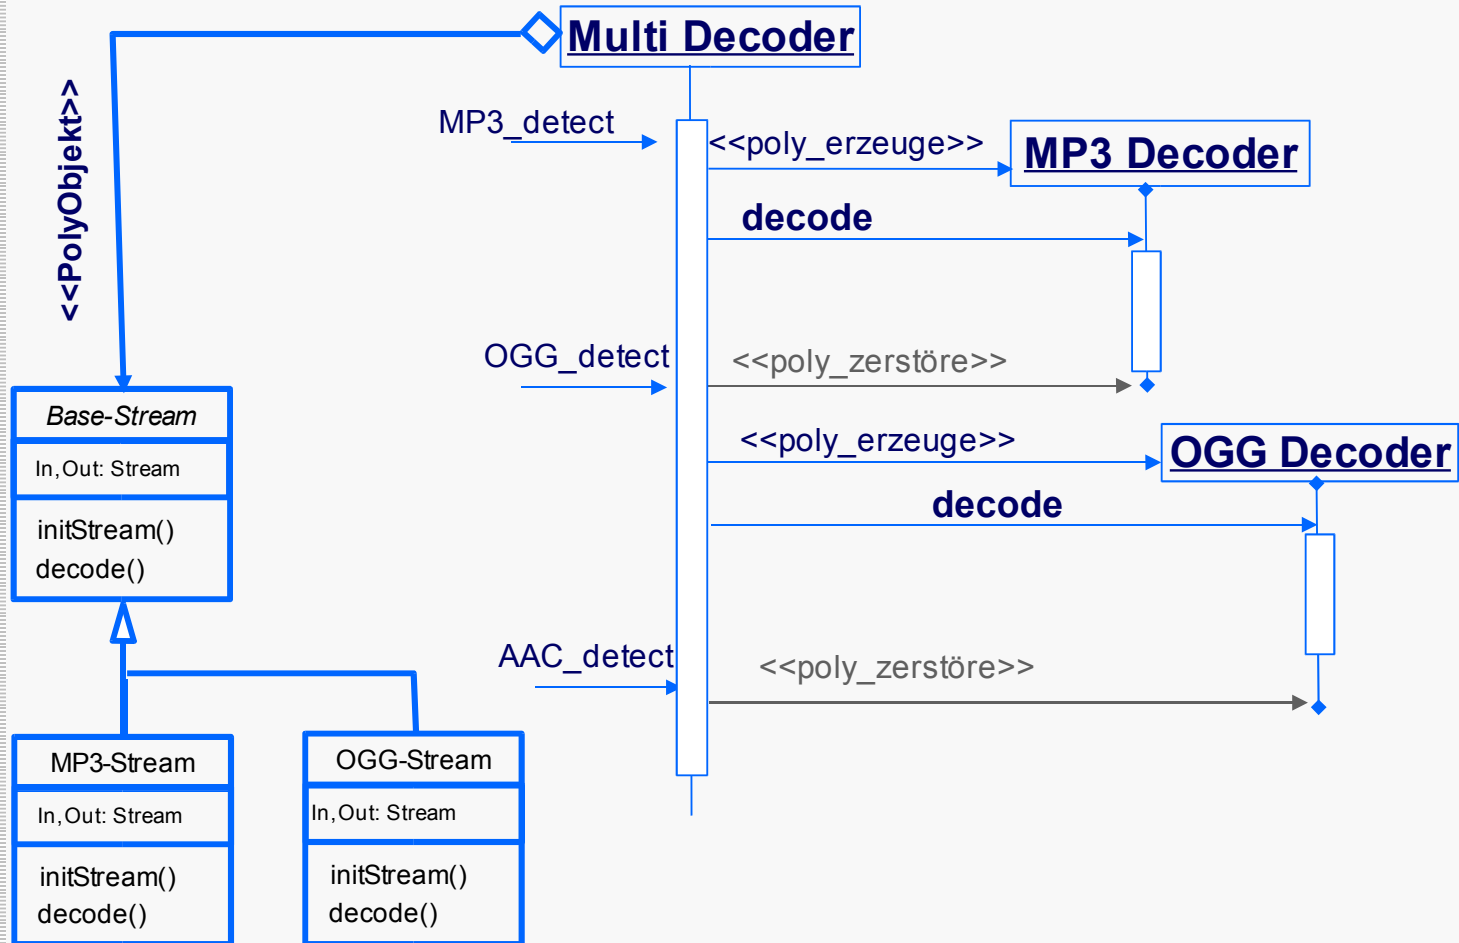 Multi Decoder
<<PolyObjekt>>
MP3_detect
<<poly_erzeuge>>
MP3 Decoder
decode
OGG_detect
<<poly_zerstöre>>
<<poly_erzeuge>>
OGG Decoder
decode
AAC_detect
<<poly_zerstöre>>
Base-Stream
In,Out: Stream
initStream()
decode()
MP3-Stream
In,Out: Stream
initStream()
decode()
OGG-Stream
In,Out: Stream
initStream()
decode()